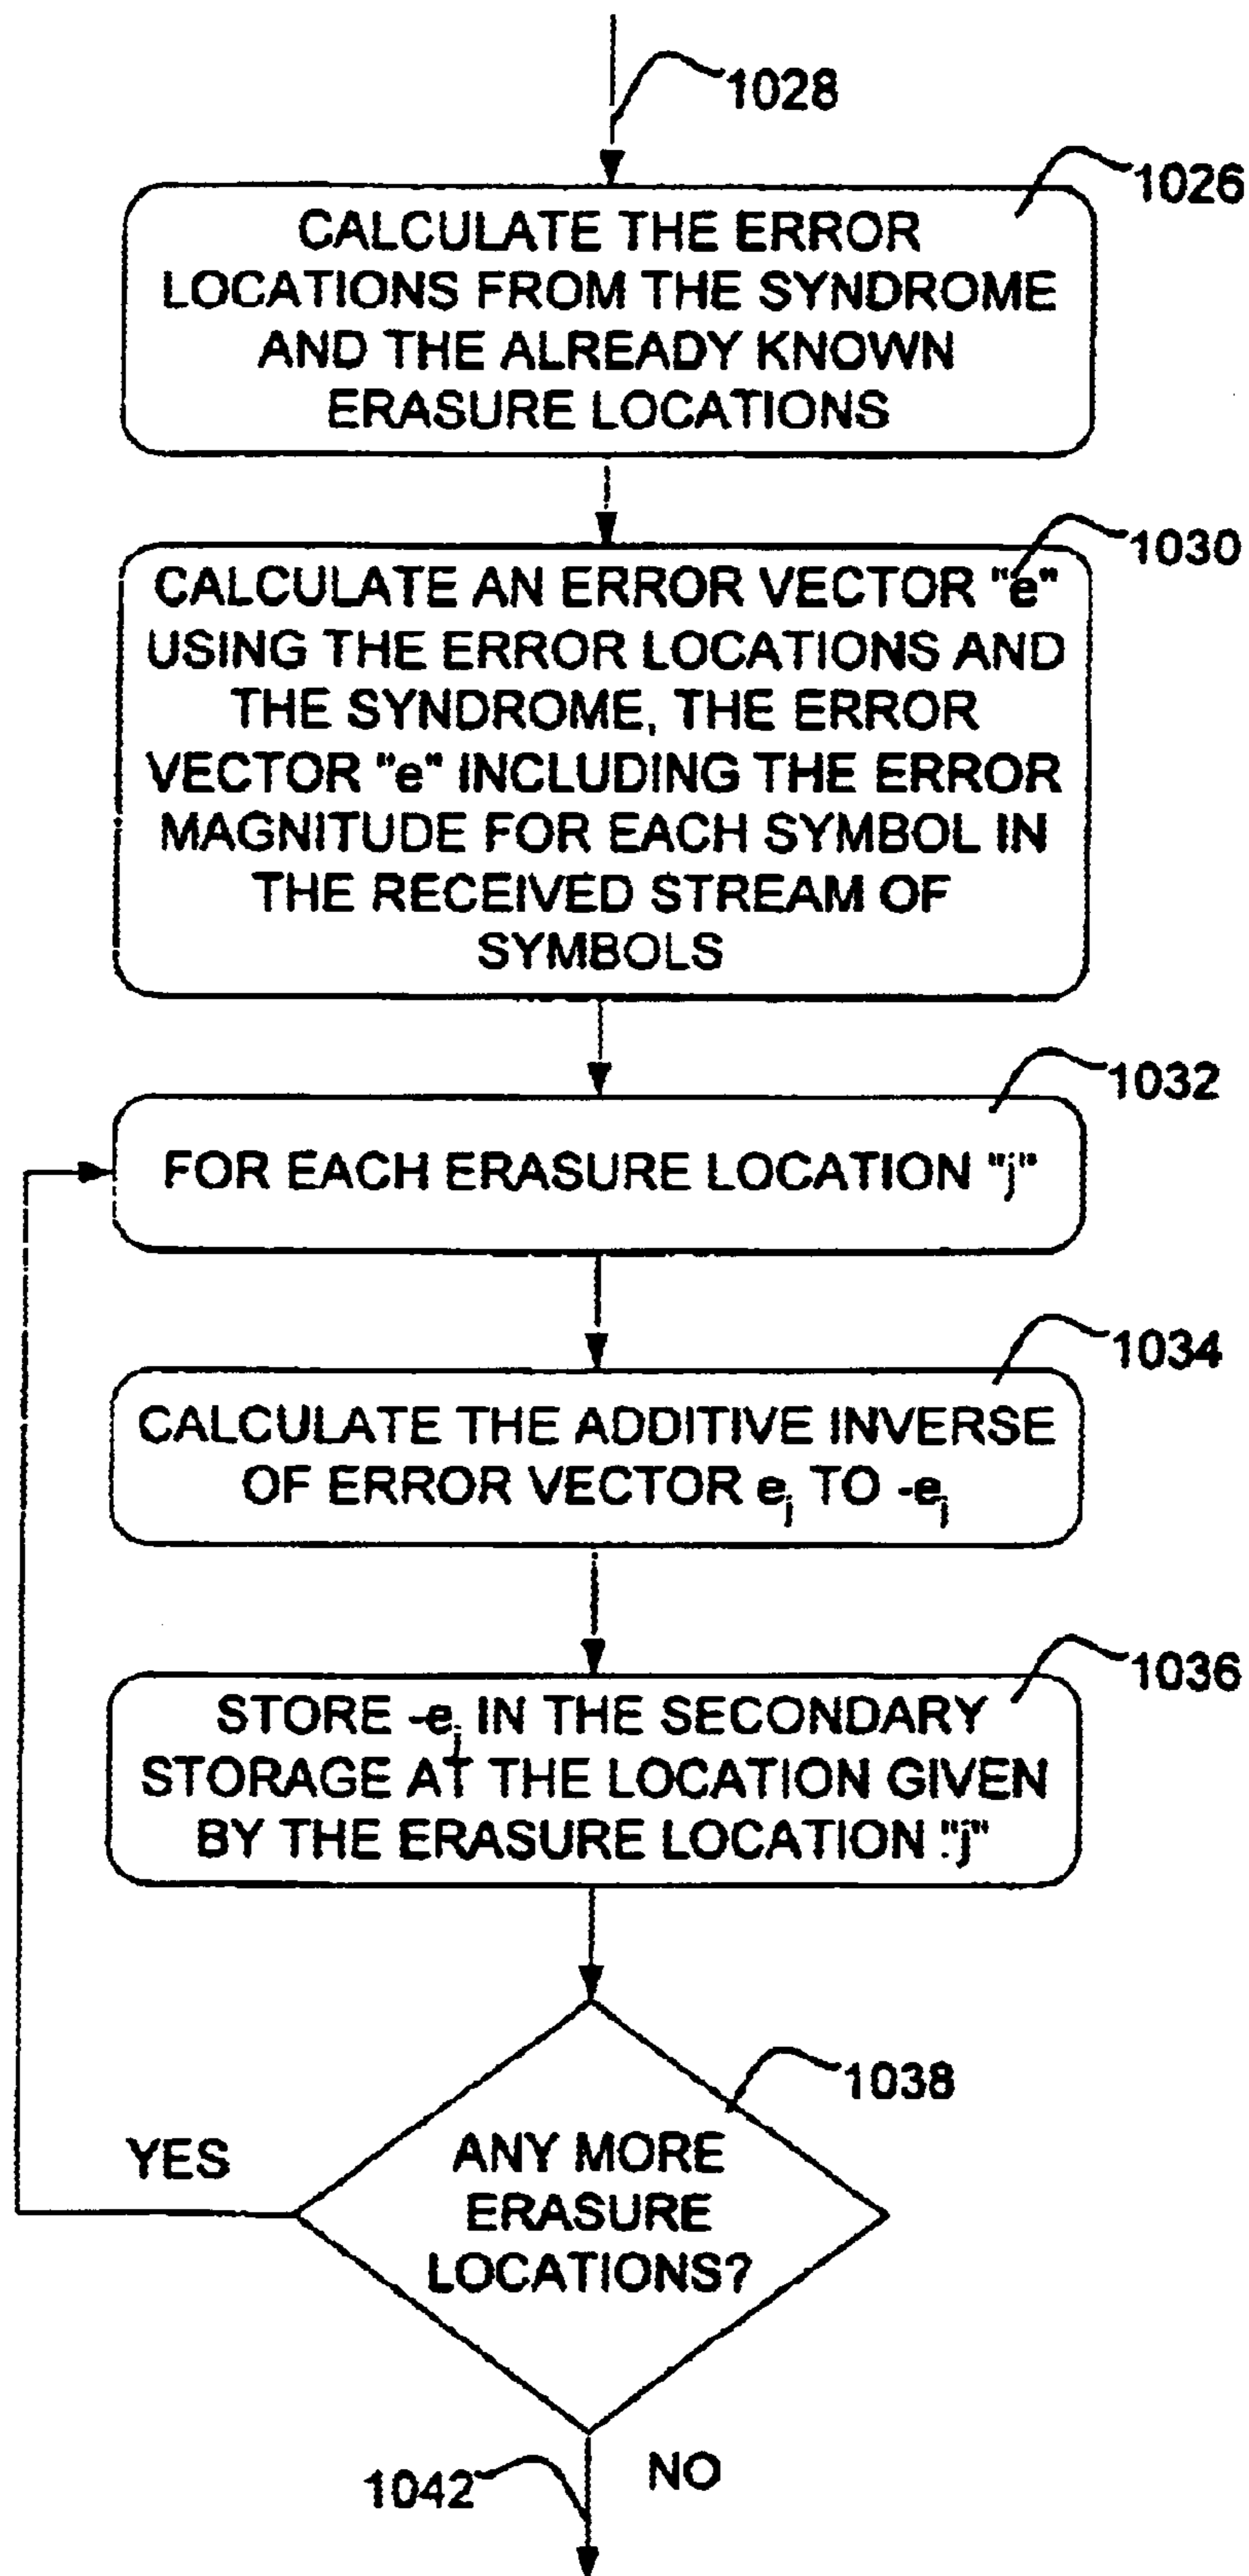 1028
1026
CALCULATE THE ERROR
LOCATIONS FROM THE SYNDROME
AND THE ALREADY KNOWN
ERASURE LOCATIONS
1030
CALCULATE AN ERROR VECTOR "e"
USING THE ERROR LOCATIONS AND
THE SYNDROME, THE ERROR
VECTOR "e" INCLUDING THE ERROR
MAGNITUDE FOR EACH SYMBOL IN
THE RECEIVED STREAM OF
SYMBOLS
1032
FOR EACH ERASURE LOCATION "j"
1034
CALCULATE THE ADDITIVE INVERSE
OF ERROR VECTOR ej TO -ej
1036
STORE -ej IN THE SECONDARY
STORAGE AT THE LOCATION GIVEN
BY THE ERASURE LOCATION "j"
1038
YES
ANY MORE
ERASURE
LOCATIONS?
NO
1042